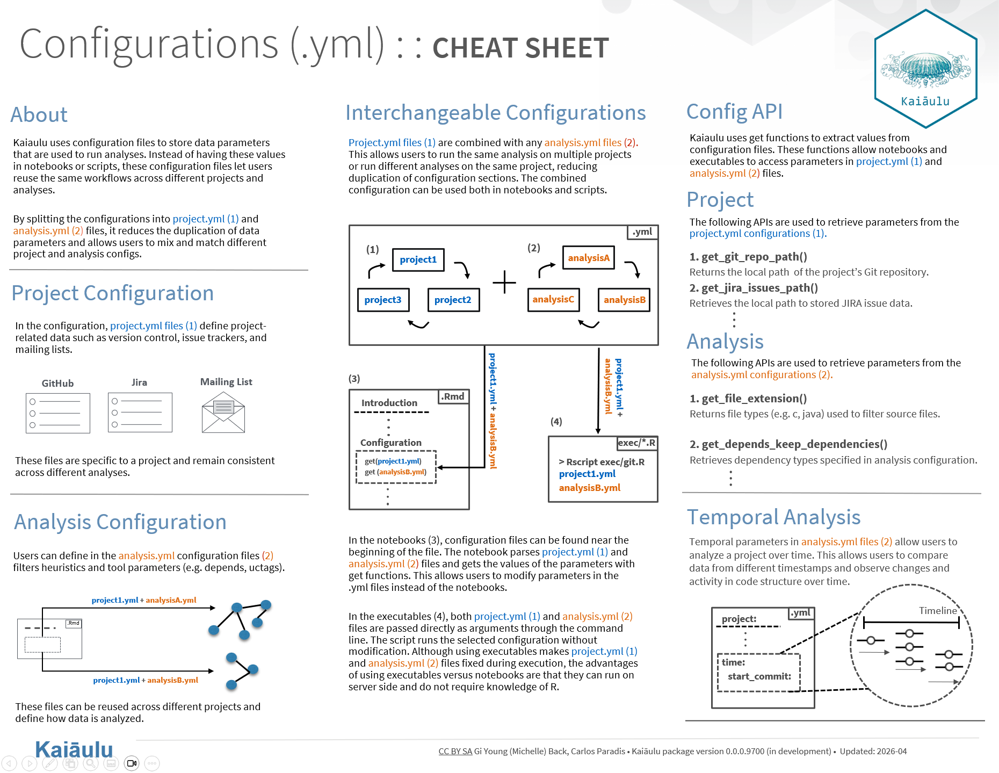 Configurations (.yml) : : CHEAT SHEET
Kaiāulu
About
Kaiaulu uses configuration files to store data parameters
that are used to run analyses. Instead of having these values
in notebooks or scripts, these configuration files let users
reuse the same workflows across different projects and
analyses.
By splitting the configurations into project.yml (1) and
analysis.yml (2) files, it reduces the duplication of data
parameters and allows users to mix and match different
project and analysis configs.
Project Configuration
In the configuration, project.yml files (1) define project-
related data such as version control, issue trackers, and
mailing lists.
GitHub
Jira
Mailing List
These files are specific to a project and remain consistent
across different analyses.
Analysis Configuration
Users can define in the analysis.yml configuration files (2)
filters heuristics and tool parameters (e.g. depends, uctags).
project1.yml + analysisA.yml
.Rmd
project1.yml + analysisB.yml
These files can be reused across different projects and
define how data is analyzed.
Interchangeable Configurations
Project.yml files (1) are combined with any analysis.yml files (2).
This allows users to run the same analysis on multiple projects
or run different analyses on the same project, reducing
duplication of configuration sections. The combined
configuration can be used both in notebooks and scripts.
.yml
(1)
project1
project3
project2
(2)
analysisA
analysisC
analysisB
project1.yml + analysisB.yml
project1.yml +
analysisB.yml
(3)
.Rmd
Introduction
Configuration
get(project1.yml)
get (analysisB.yml)
(4)
exec/*.R
> Rscript exec/git.R
project1.yml
analysisB.yml
In the notebooks (3), configuration files can be found near the
beginning of the file. The notebook parses project.yml (1) and
analysis.yml (2) files and gets the values of the parameters with
get functions. This allows users to modify parameters in the
.yml files instead of the notebooks.
In the executables (4), both project.yml (1) and analysis.yml (2)
files are passed directly as arguments through the command
line. The script runs the selected configuration without
modification. Although using executables makes project.yml (1)
and analysis.yml (2) files fixed during execution, the advantages
of using executables versus notebooks are that they can run on
server side and do not require knowledge of R.
Config API
Kaiaulu uses get functions to extract values from
configuration files. These functions allow notebooks and
executables to access parameters in project.yml (1) and
analysis.yml (2) files.
Project
The following APIs are used to retrieve parameters from the
project.yml configurations (1).
1. get_git_repo_path()
Returns the local path of the project’s Git repository.
2. get_jira_issues_path()
Retrieves the local path to stored JIRA issue data.
Analysis
The following APIs are used to retrieve parameters from the
analysis.yml configurations (2).
1. get_file_extension()
Returns file types (e.g. c, java) used to filter source files.
2. get_depends_keep_dependencies()
Retrieves dependency types specified in analysis configuration.
Temporal Analysis
Temporal parameters in analysis.yml files (2) allow users to
analyze a project over time. This allows users to compare
data from different timestamps and observe changes and
activity in code structure over time.
.yml
project:
time:
start_commit:
Timeline
Kaiāulu
CC BY SA Gi Young (Michelle) Back, Carlos Paradis • Kaiāulu package version 0.0.0.9700 (in development) • Updated: 2026-04